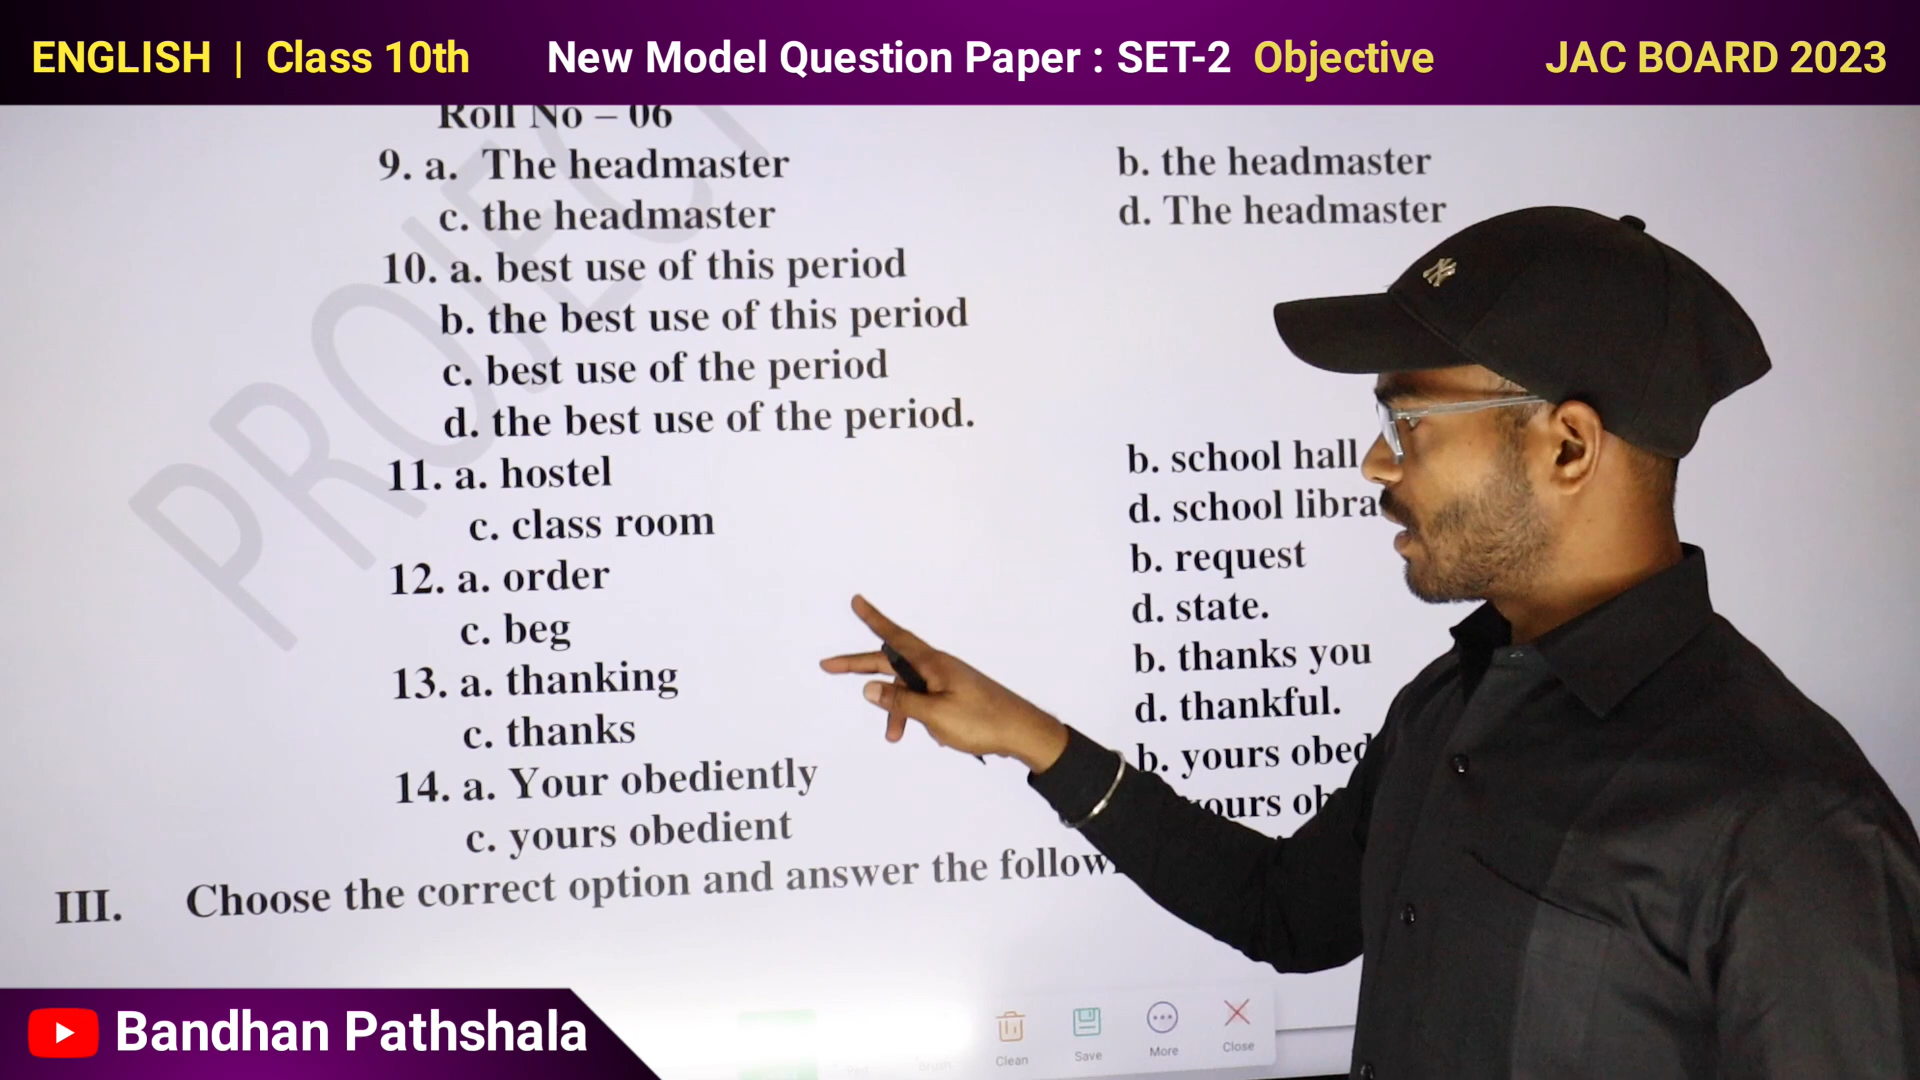 ENGLISH | Class 10th New Model Question Paper : SET-2 Objective JAC BOARD 2023
Roll No – 06
9. a. The headmaster b. the headmaster
c. the headmaster d. The headmaster
10. a. best use of this period
b. the best use of this period
c. best use of the period
d. the best use of the period.
11. a. hostel b. school hall
c. class room d. school
12. a. order b. request
c. beg d. state.
13. a. thanking b. thanks you
c. thanks d. thankful.
14. a. Your obediently b. yours
c. yours obedient yours
III. Choose the correct option and answer the
PROJECT
Clean Save More Close
Bandhan Pathshala